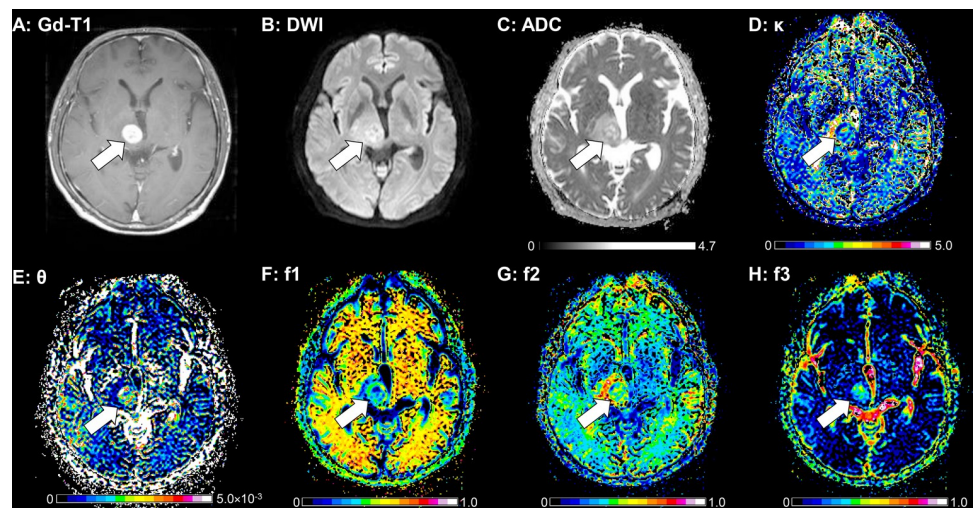 A: Gd-T1
B: DWI
C: ADC
D: κ
0 4.7
0 5.0
E: θ
F: f1
G: f2
H: f3
0 5.0×10⁻³
0 1.0
0 1.0
0 1.0